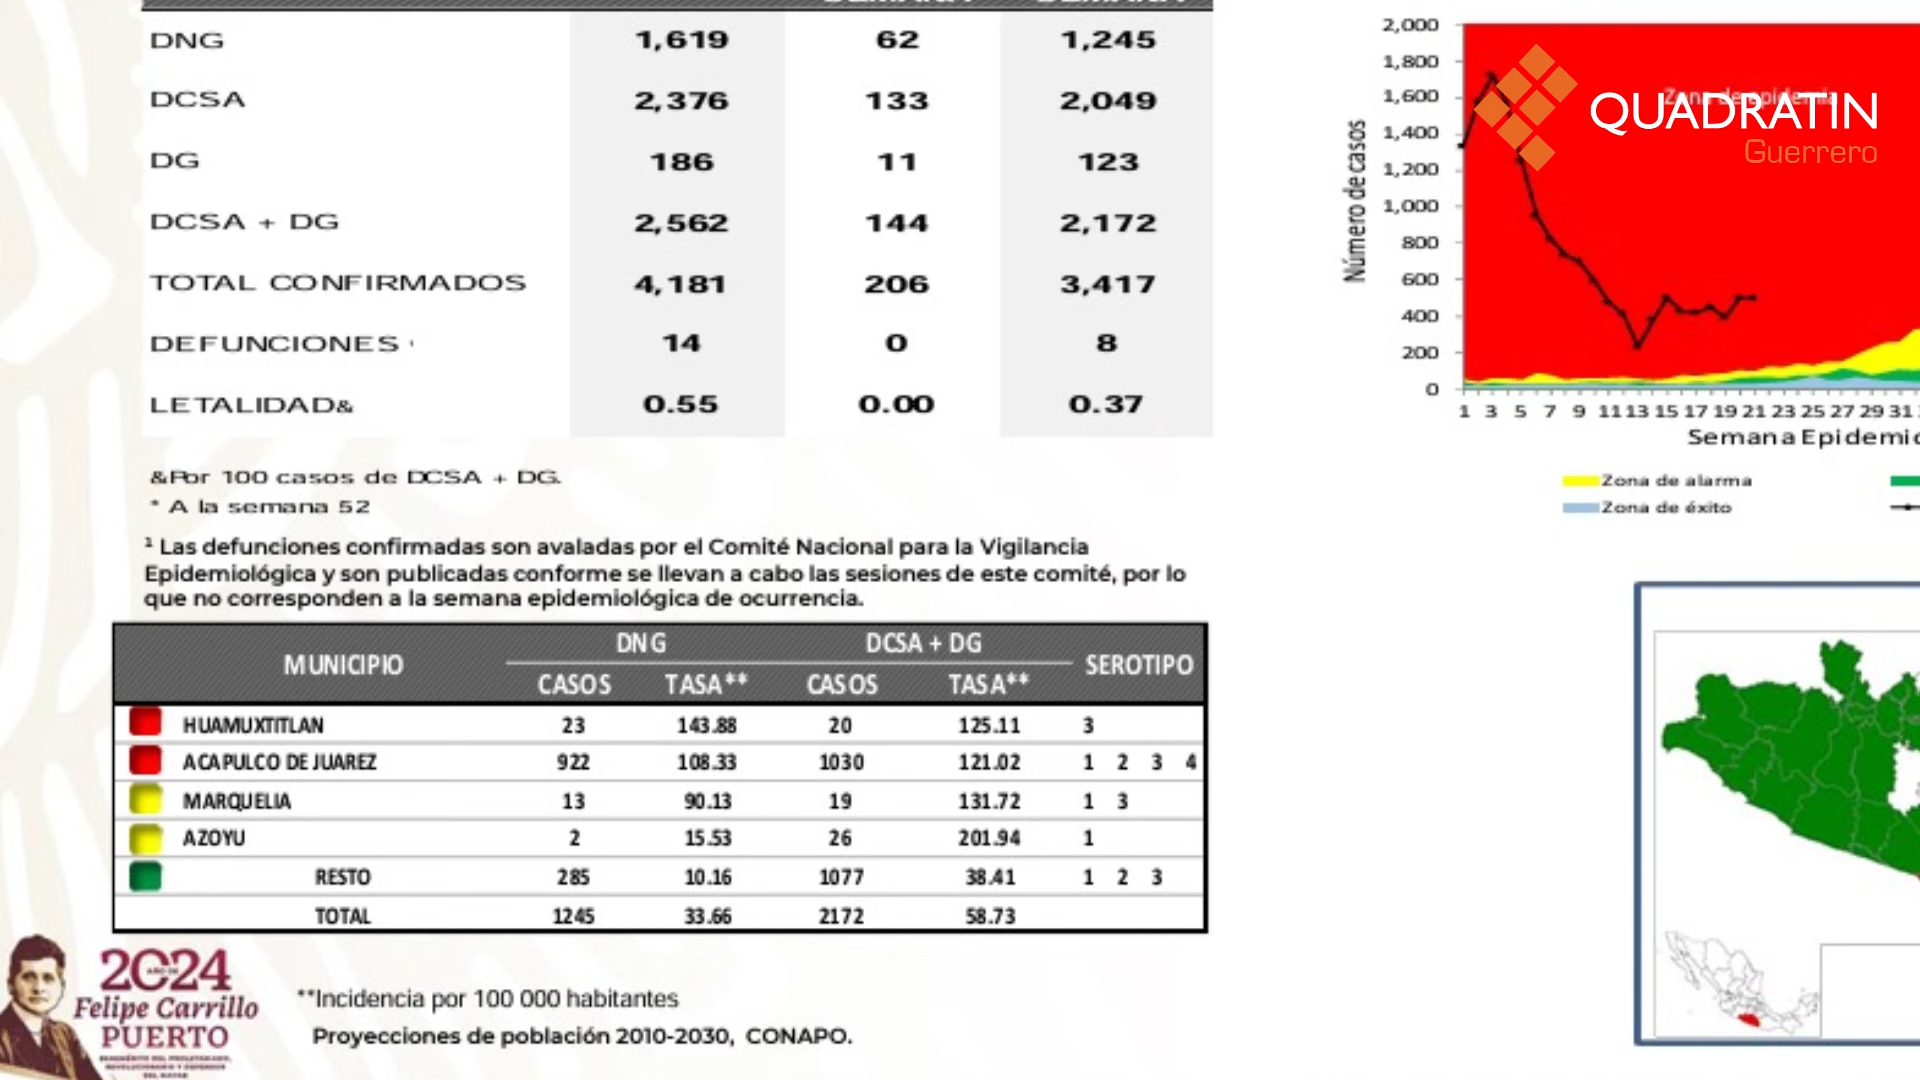 DNG 1,619 62 1,245
DCSA 2,376 133 2,049
DG 186 11 123
DCSA + DG 2,562 144 2,172
TOTAL CONFIRMADOS 4,181 206 3,417
DEFUNCIONES ¹ 14 0 8
LETALIDAD& 0.55 0.00 0.37
&Por 100 casos de DCSA + DG.
* A la semana 52
¹ Las defunciones confirmadas son avaladas por el Comité Nacional para la Vigilancia
Epidemiológica y son publicadas conforme se llevan a cabo las sesiones de este comité, por lo
que no corresponden a la semana epidemiológica de ocurrencia.
MUNICIPIO DNG DCSA + DG SEROTIPO
CASOS TASA** CASOS TASA**
HUAMUXTITLAN 23 143.88 20 125.11 3
ACAPULCO DE JUAREZ 922 108.33 1030 121.02 1 2 3 4
MARQUELIA 13 90.13 19 131.72 1 3
AZOYU 2 15.53 26 201.94 1
RESTO 285 10.16 1077 38.41 1 2 3
TOTAL 1245 33.66 2172 58.73
2024
AÑO DE
Felipe Carrillo
PUERTO
**Incidencia por 100 000 habitantes
Proyecciones de población 2010-2030, CONAPO.
Número de casos
2,000
1,800
1,600
1,400
1,200
1,000
800
600
400
200
0
Zona de epidemia
QUADRATIN
Guerrero
1 3 5 7 9 11 13 15 17 19 21 23 25 27 29 31
Semana Epidemio
Zona de alarma
Zona de éxito